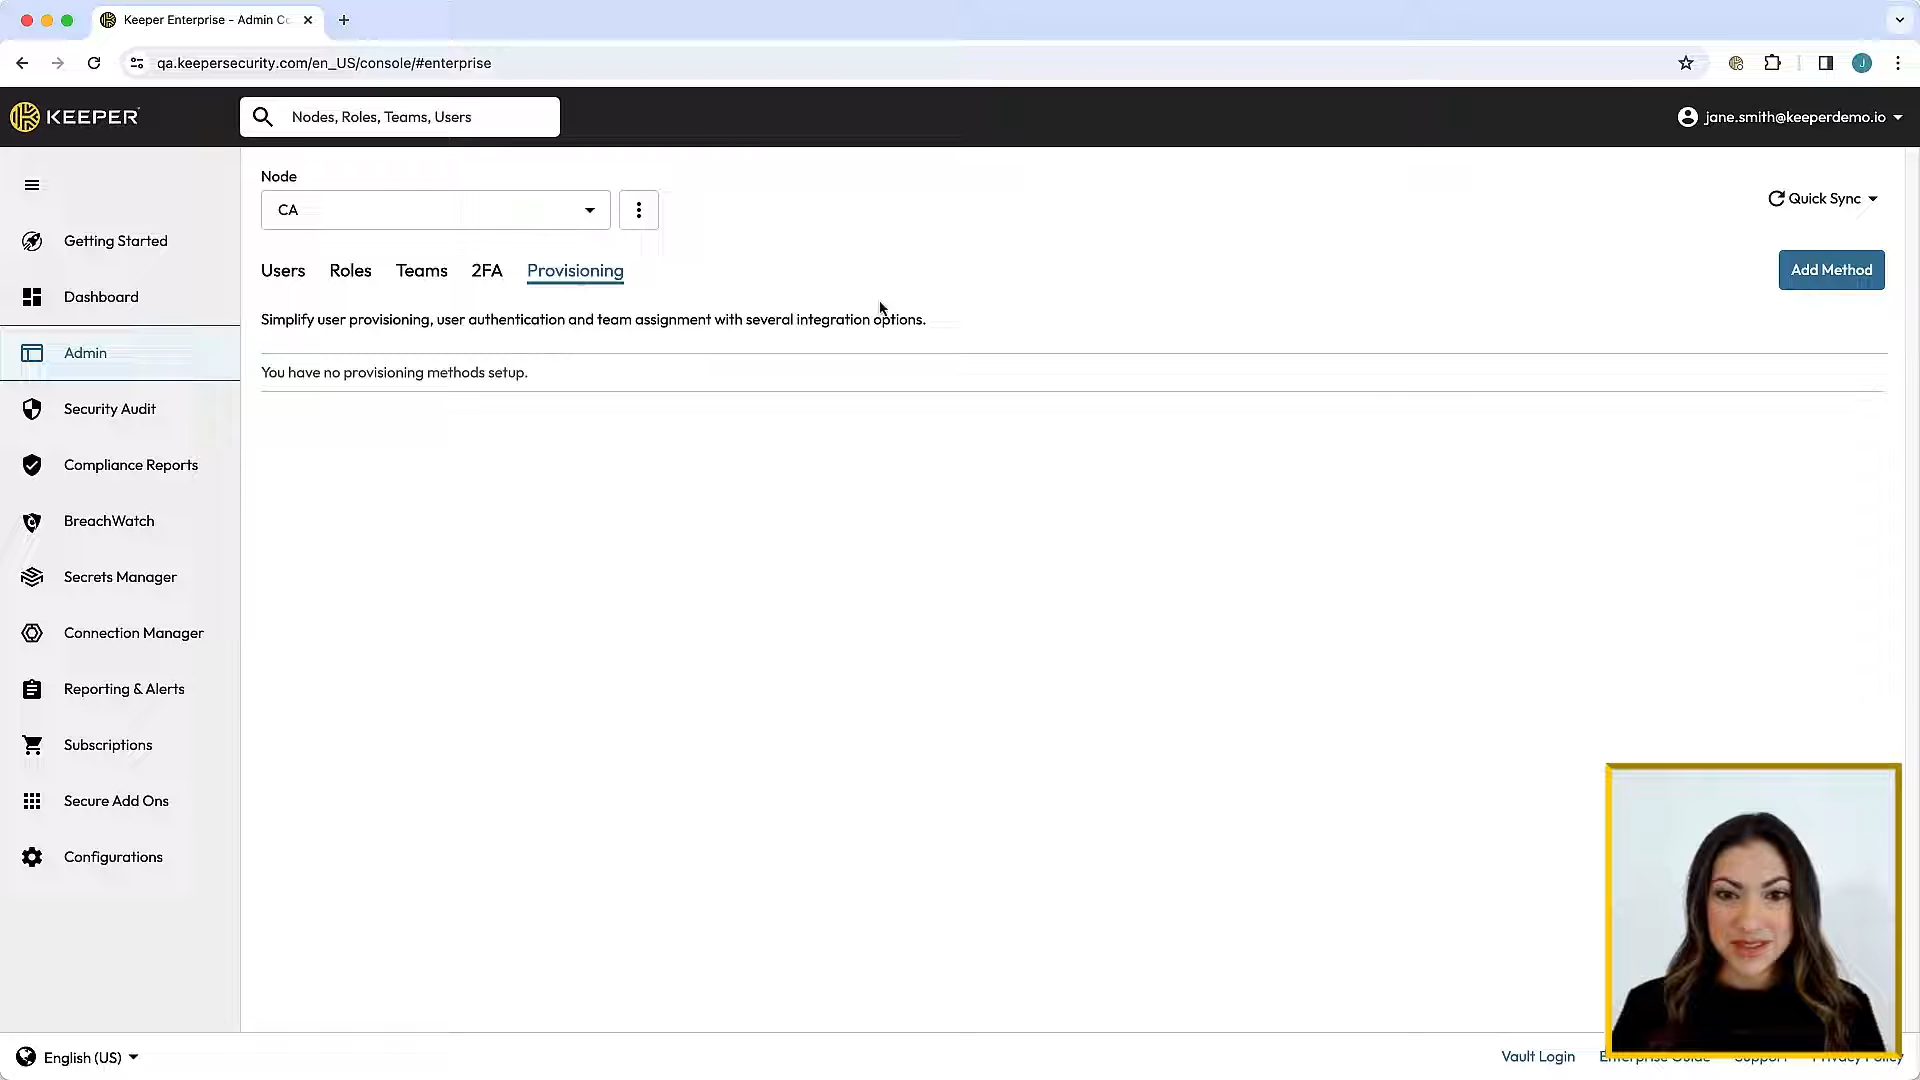 Keeper Enterprise - Admin Co
qa.keepersecurity.com/en_US/console/#enterprise
J
KEEPER
Nodes, Roles, Teams, Users
jane.smith@keeperdemo.io
Node
CA
Quick Sync
Getting Started
Dashboard
Admin
Security Audit
Compliance Reports
BreachWatch
Secrets Manager
Connection Manager
Reporting & Alerts
Subscriptions
Secure Add Ons
Configurations
Users Roles Teams 2FA Provisioning
Add Method
Simplify user provisioning, user authentication and team assignment with several integration options.
You have no provisioning methods setup.
English (US)
Vault Login Enterprise Guide Support Privacy Policy